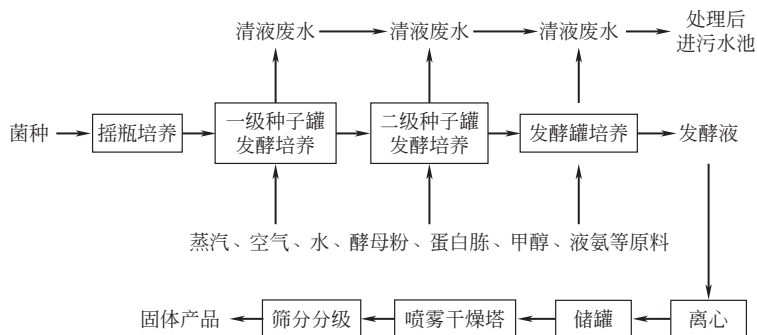 清液废水
清液废水
清液废水
处理后
进污水池
菌种
摇瓶培养
一级种子罐
发酵培养
二级种子罐
发酵培养
发酵罐培养
发酵液
蒸汽、空气、水、酵母粉、蛋白胨、甲醇、液氨等原料
固体产品
筛分分级
喷雾干燥塔
储罐
离心